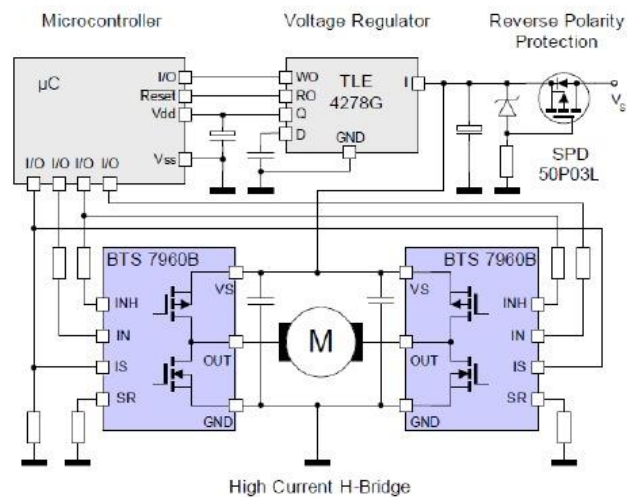 Microcontroller
Voltage Regulator
Reverse Polarity
Protection
µC
I/O
Reset
Vdd
Vss
I/O I/O I/O I/O
WO
RO
Q
D
TLE
4278G
I
GND
V_S
SPD
50P03L
BTS 7960B
VS
INH
IN
IS
SR
OUT
GND
M
BTS 7960B
VS
INH
IN
IS
SR
OUT
GND
High Current H-Bridge